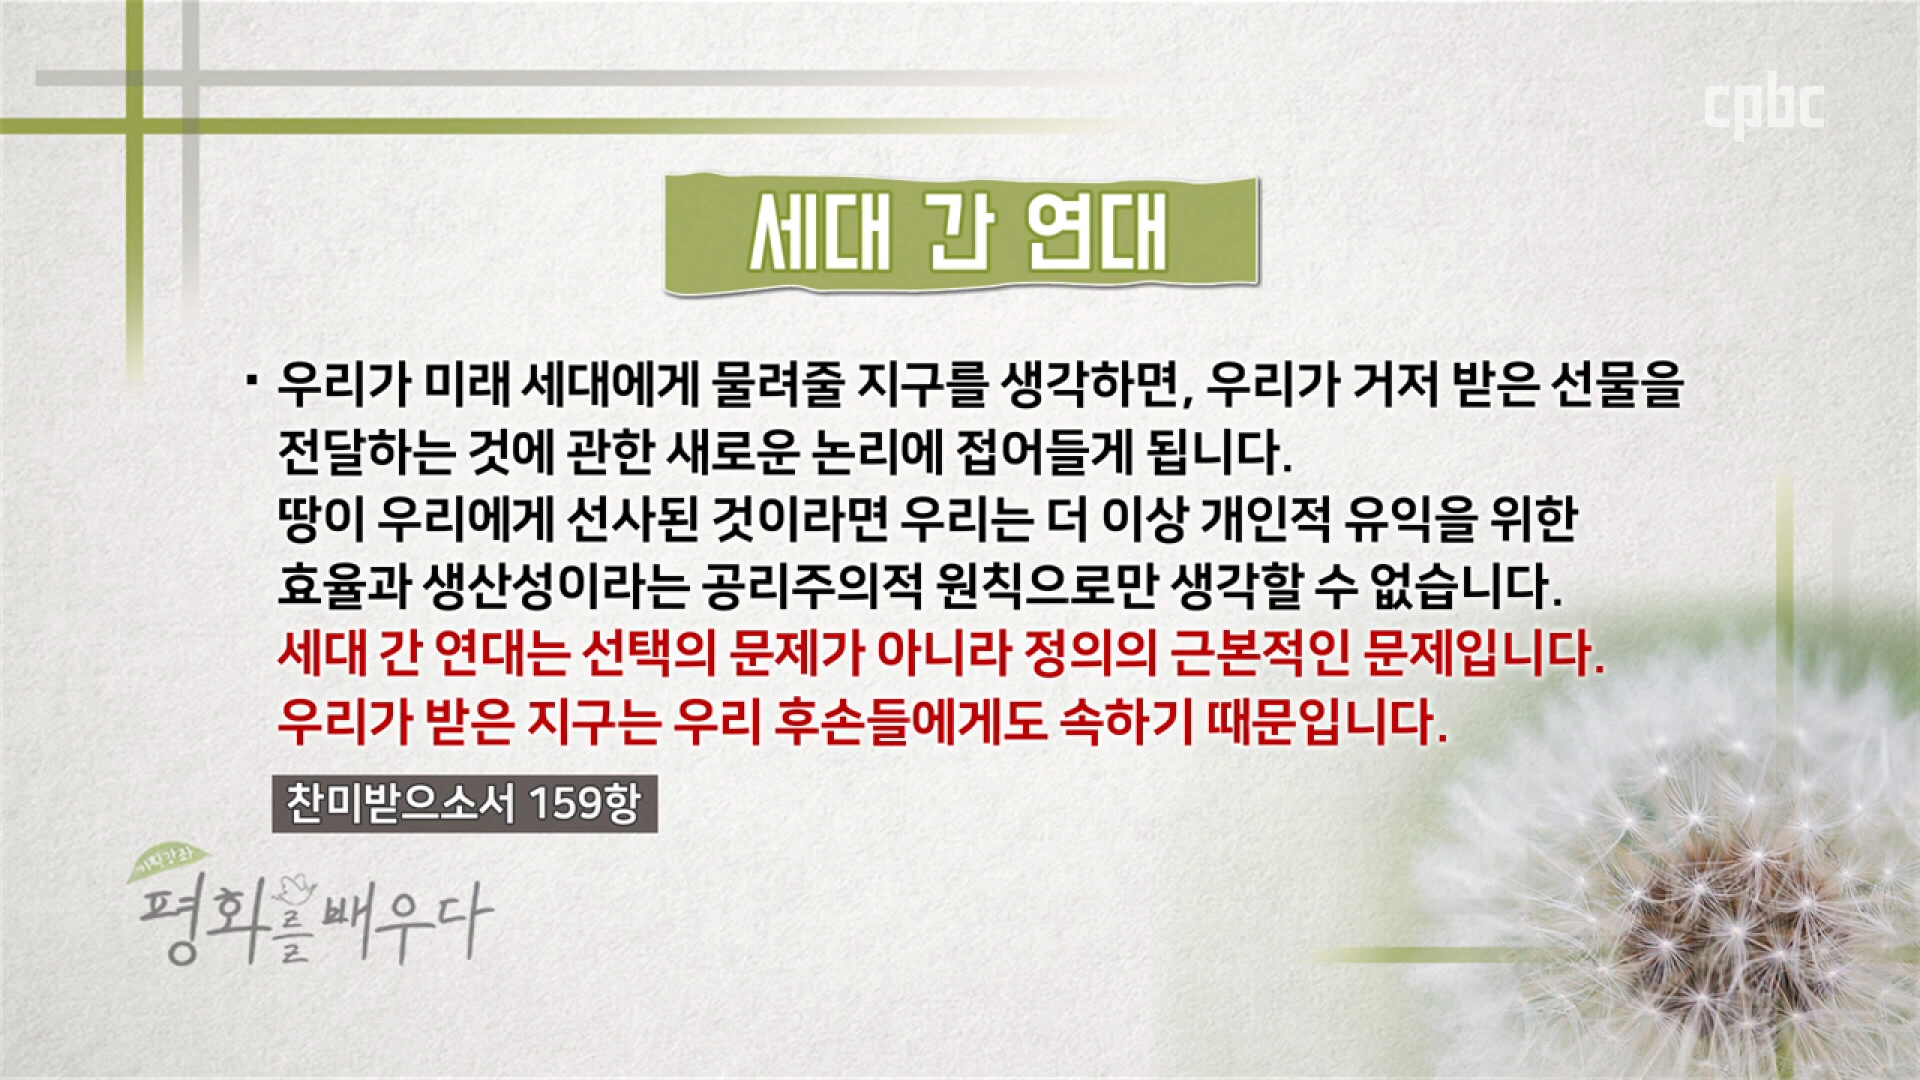 cpbc
세대 간 연대
· 우리가 미래 세대에게 물려줄 지구를 생각하면, 우리가 거저 받은 선물을
전달하는 것에 관한 새로운 논리에 접어들게 됩니다.
땅이 우리에게 선사된 것이라면 우리는 더 이상 개인적 유익을 위한
효율과 생산성이라는 공리주의적 원칙으로만 생각할 수 없습니다.
세대 간 연대는 선택의 문제가 아니라 정의의 근본적인 문제입니다.
우리가 받은 지구는 우리 후손들에게도 속하기 때문입니다.
찬미받으소서 159항
기획강좌
평화를 배우다